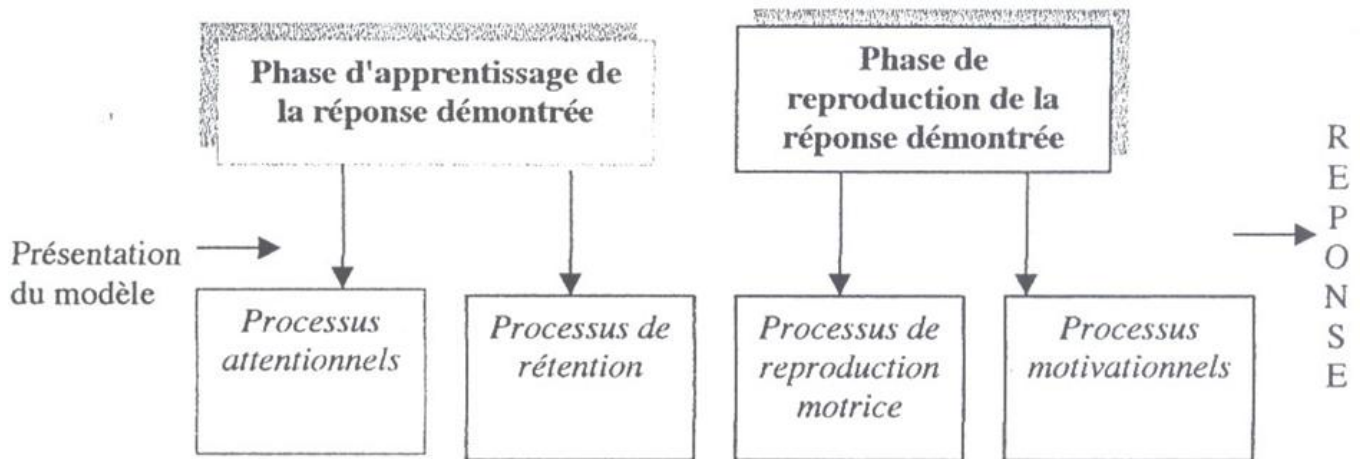 Phase d'apprentissage de
la réponse démontrée
Phase de
reproduction de la
réponse démontrée
Présentation
du modèle
Processus
attentionnels
Processus de
rétention
Processus de
reproduction
motrice
Processus
motivationnels
R
E
P
O
N
S
E